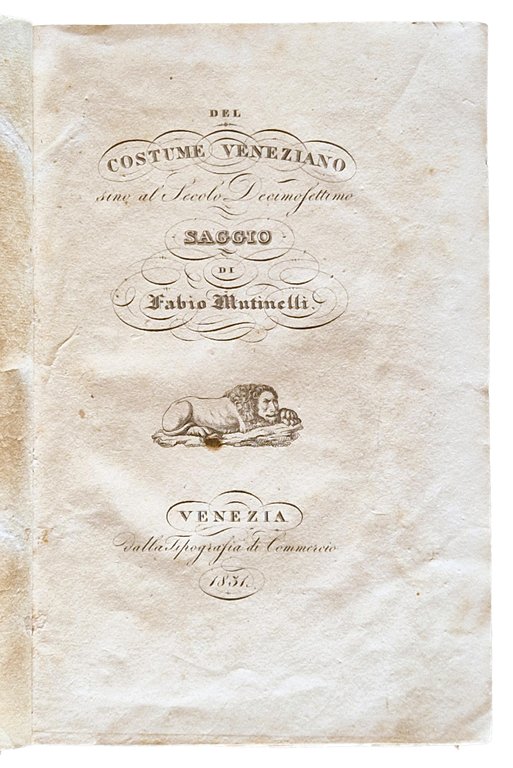 DEL
COSTUME VENEZIANO
sino al Secolo Decimosettimo
SAGGIO
DI
Fabio Mutinelli.
VENEZIA
dalla Tipografia di Commercio
1831.